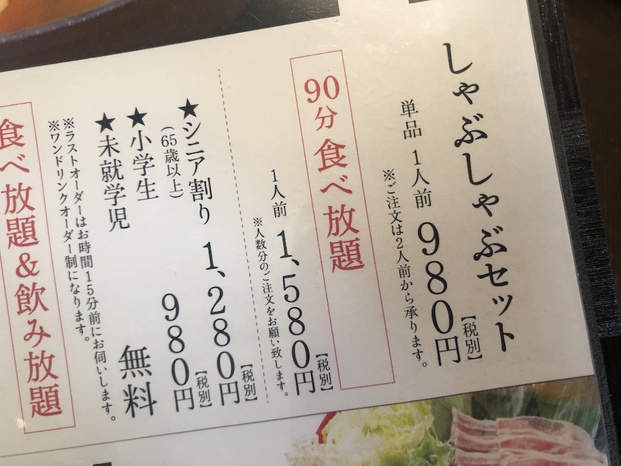 しゃぶしゃぶセット
単品 1人前 980円【税別】
※ご注文は2人前から承ります。
90分 食べ放題
1人前 1,580円【税別】
※人数分のご注文をお願い致します。
★シニア割り 1,280円【税別】
(65歳以上)
★小学生 980円【税別】
★未就学児 無料
※ラストオーダーはお時間15分前にお伺いします。
※ワンドリンクオーダー制になります。
食べ放題&飲み放題